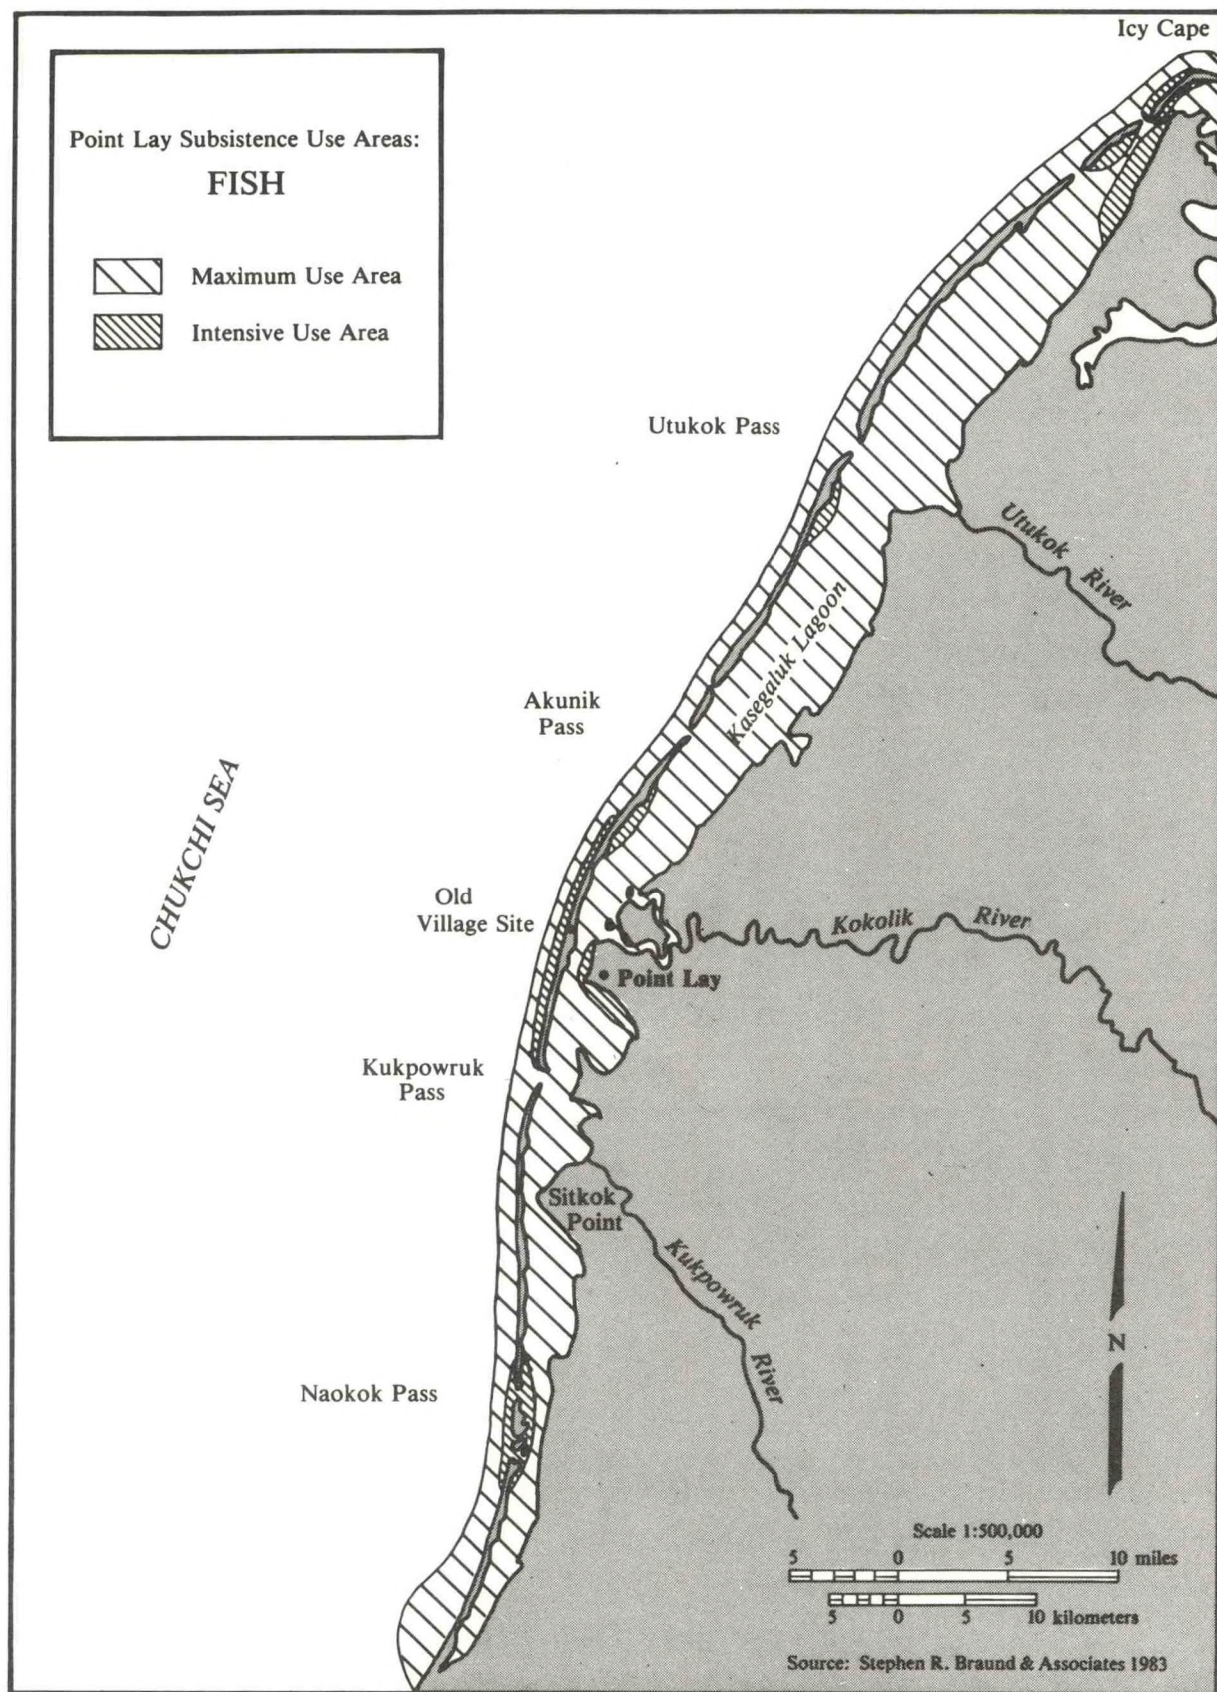 Icy Cape
Point Lay Subsistence Use Areas:
FISH
Maximum Use Area
Intensive Use Area
Utukok Pass
Utukok River
Kasegaluk Lagoon
Akunik
Pass
CHUKCHI SEA
Old
Village Site
Kokolik River
Point Lay
Kukpowruk
Pass
Sitkok
Point
Kukpowruk River
Naokok Pass
N
Scale 1:500,000
5 0 5 10 miles
5 0 5 10 kilometers
Source: Stephen R. Braund & Associates 1983